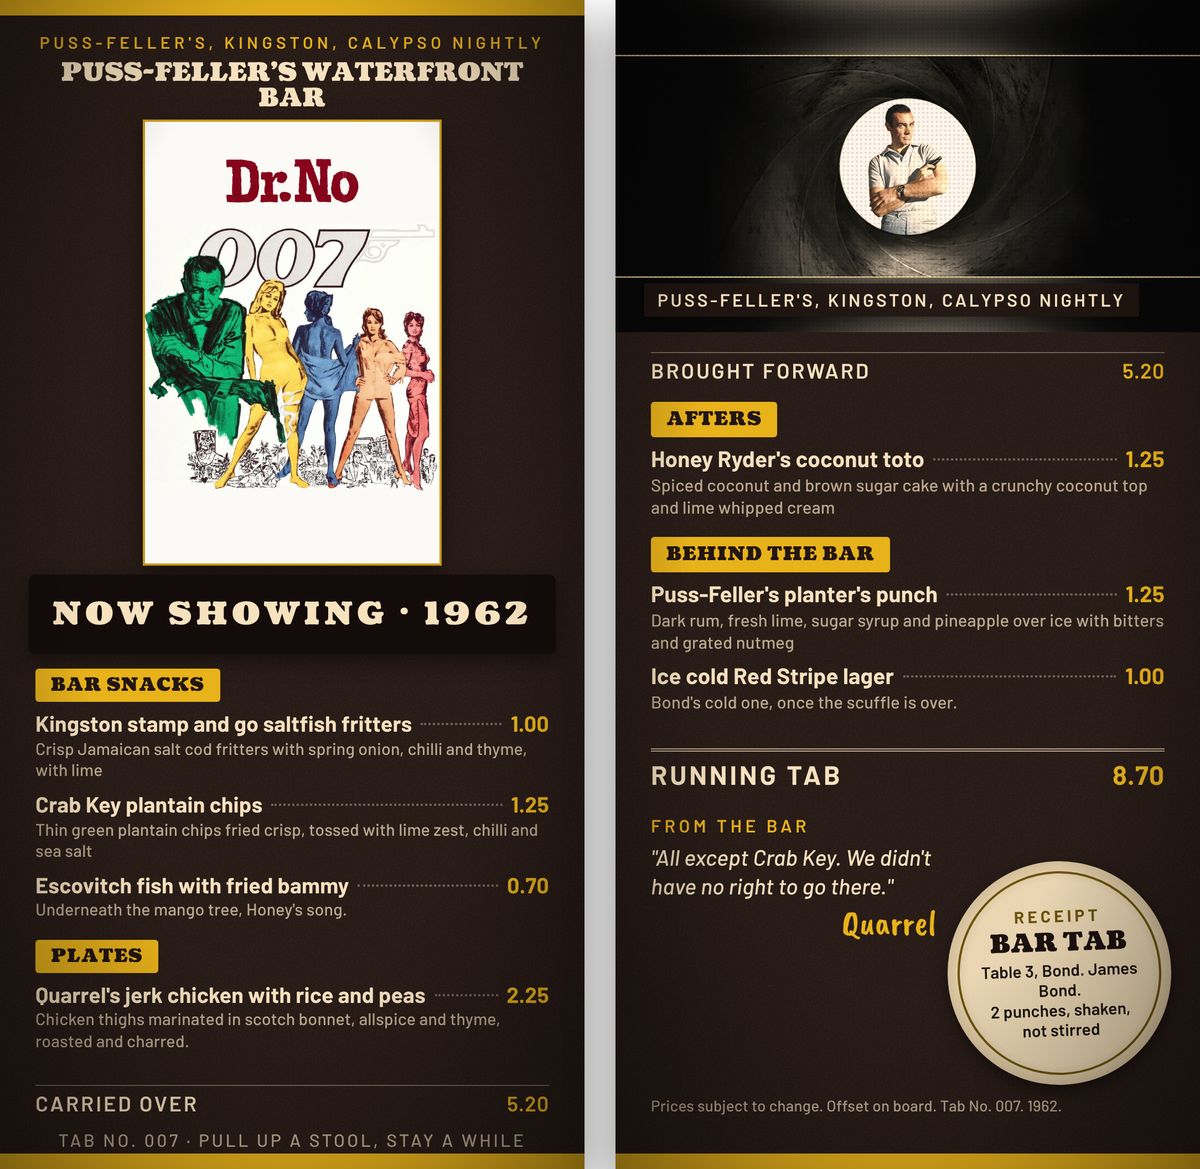 PUSS-FELLER'S, KINGSTON, CALYPSO NIGHTLY
PUSS-FELLER'S WATERFRONT
BAR
Dr. No
007
NOW SHOWING · 1962
BAR SNACKS
Kingston stamp and go saltfish fritters 1.00
Crisp Jamaican salt cod fritters with spring onion, chilli and thyme,
with lime
Crab Key plantain chips 1.25
Thin green plantain chips fried crisp, tossed with lime zest, chilli and
sea salt
Escovitch fish with fried bammy 0.70
Underneath the mango tree, Honey's song.
PLATES
Quarrel's jerk chicken with rice and peas 2.25
Chicken thighs marinated in scotch bonnet, allspice and thyme,
roasted and charred.
CARRIED OVER 5.20
TAB NO. 007 · PULL UP A STOOL, STAY A WHILE
PUSS-FELLER'S, KINGSTON, CALYPSO NIGHTLY
BROUGHT FORWARD 5.20
AFTERS
Honey Ryder's coconut toto 1.25
Spiced coconut and brown sugar cake with a crunchy coconut top
and lime whipped cream
BEHIND THE BAR
Puss-Feller's planter's punch 1.25
Dark rum, fresh lime, sugar syrup and pineapple over ice with bitters
and grated nutmeg
Ice cold Red Stripe lager 1.00
Bond's cold one, once the scuffle is over.
RUNNING TAB 8.70
FROM THE BAR
"All except Crab Key. We didn't
have no right to go there."
Quarrel
RECEIPT
BAR TAB
Table 3, Bond. James
Bond.
2 punches, shaken,
not stirred
Prices subject to change. Offset on board. Tab No. 007. 1962.